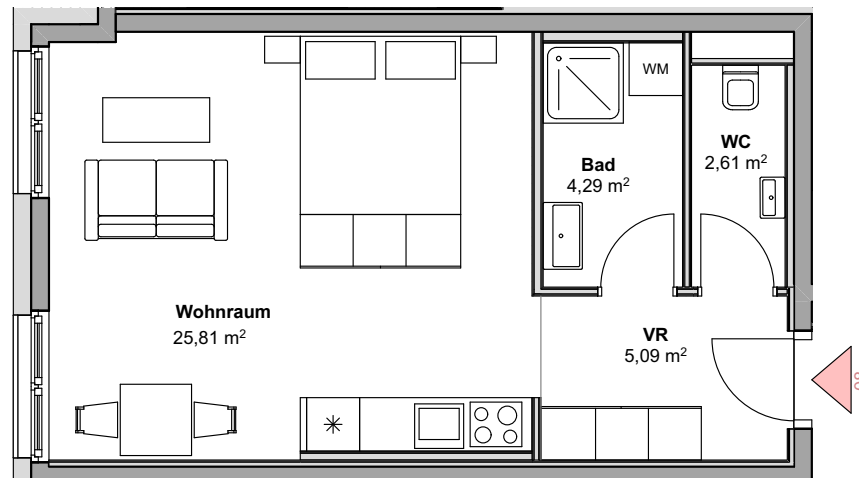 WM
WC
2,61 m²
Bad
4,29 m²
Wohnraum
25,81 m²
VR
5,09 m²